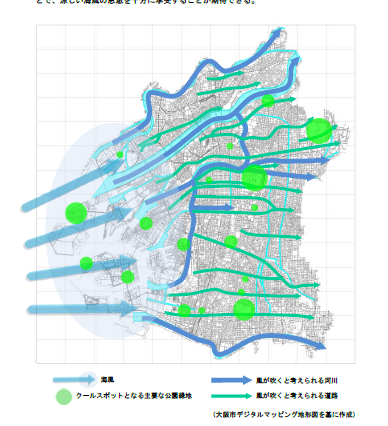 とで、涼しい海風の恩恵を十分に享受することが期待できる。
海風
風が吹くと考えられる河川
クールスポットとなる主要な公園緑地
風が吹くと考えられる道路
（大阪市デジタルマッピング地形図を基に作成）